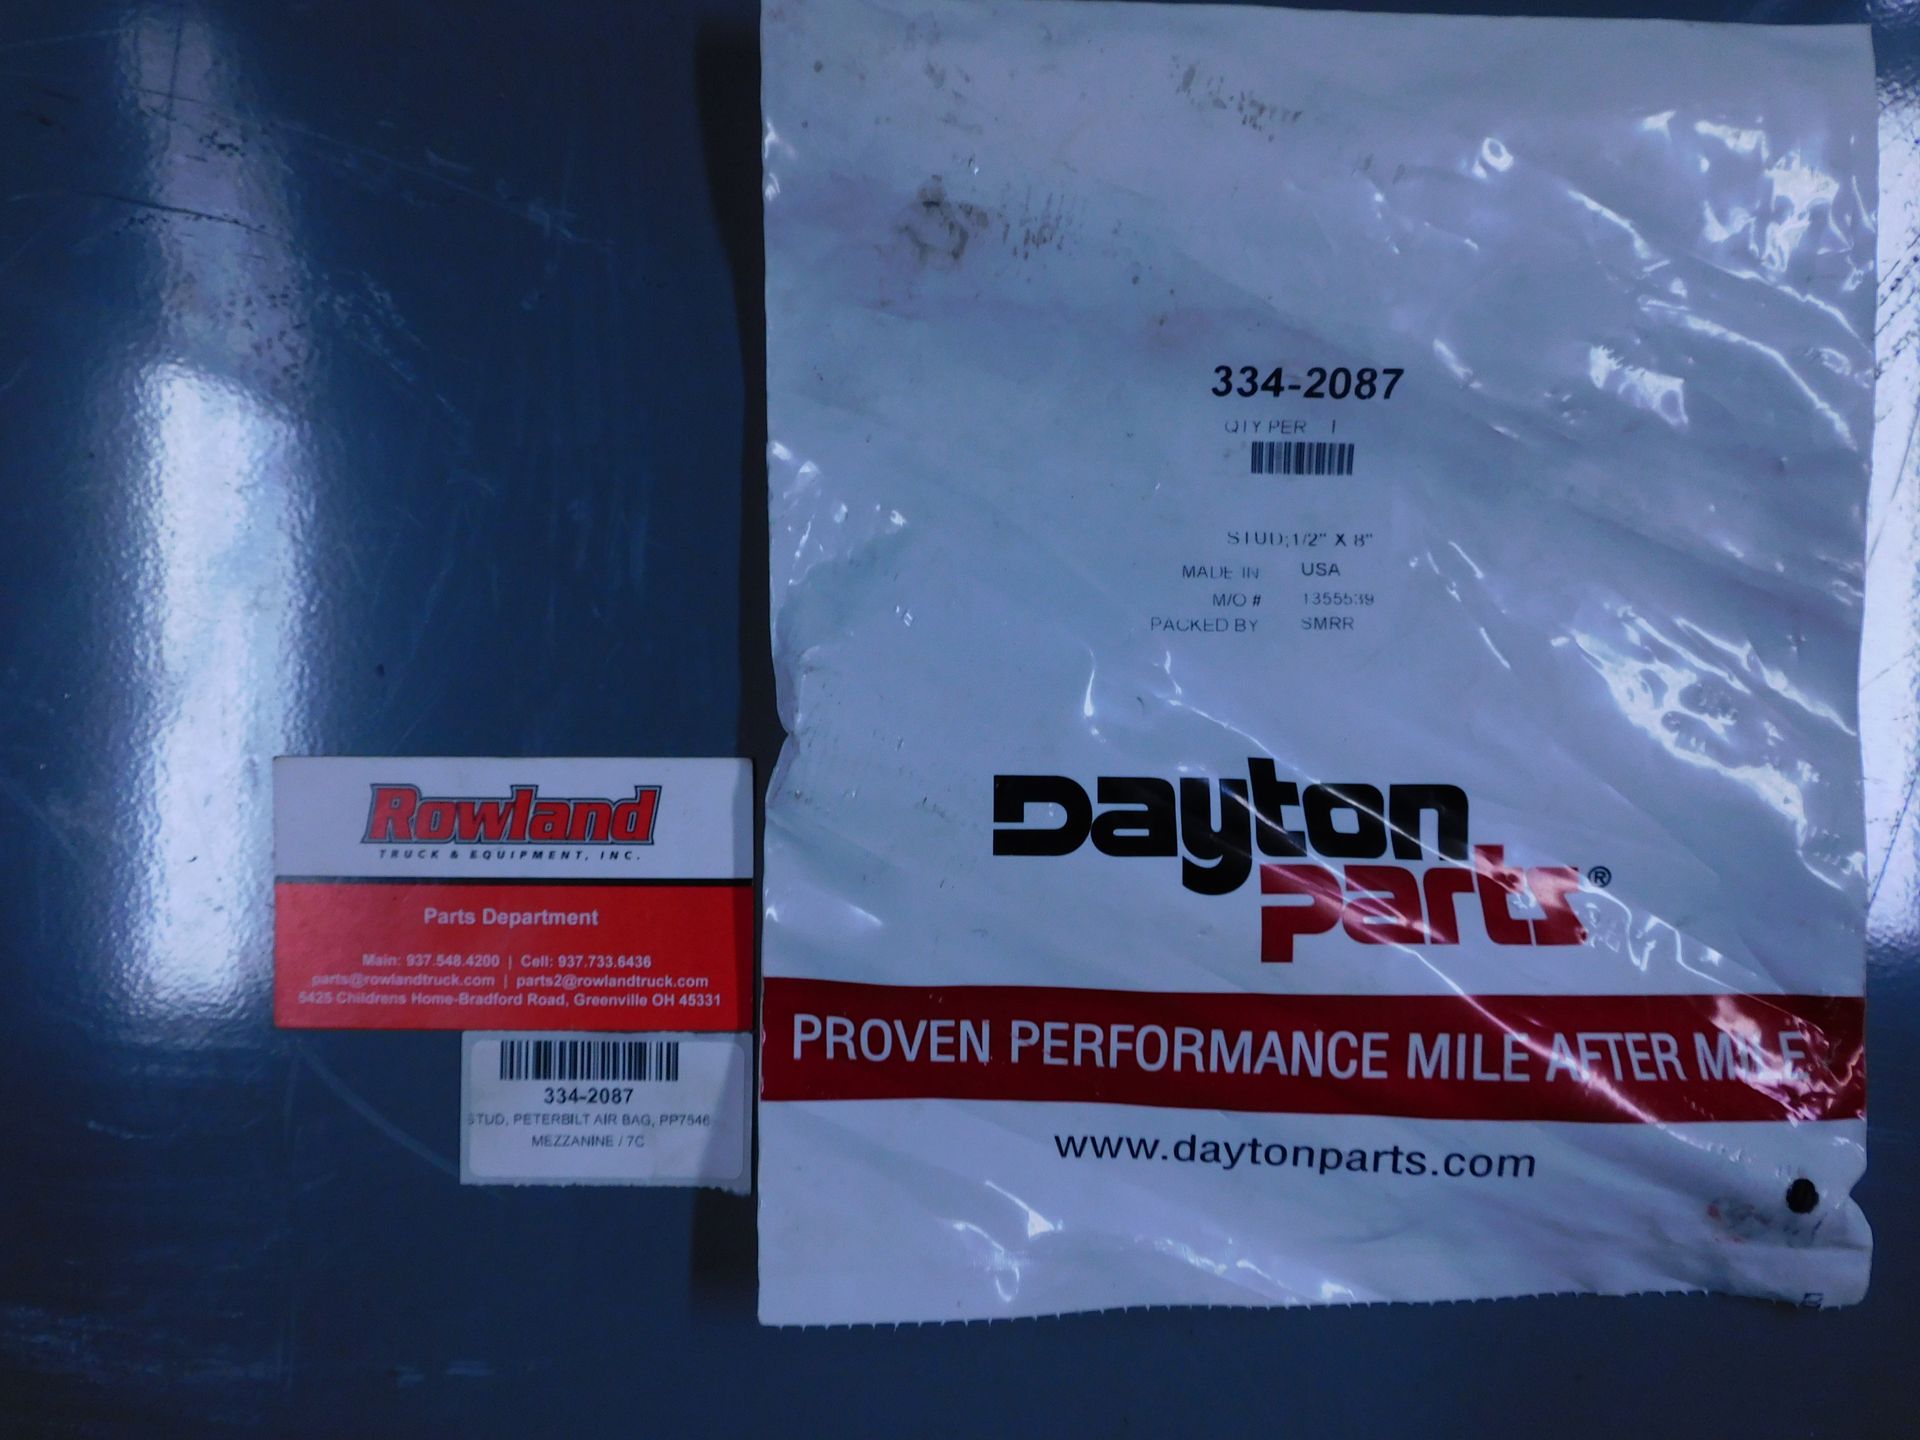 334-2087
QTY PER 1
STUD;1/2" X 8"
MADE IN USA
M/O # 1355539
PACKED BY SMRR
Dayton
Parts®
PROVEN PERFORMANCE MILE AFTER MILE
www.daytonparts.com
Rowland
TRUCK & EQUIPMENT, INC.
Parts Department
Main: 937.548.4200 | Cell: 937.733.6436
parts@rowlandtruck.com | parts2@rowlandtruck.com
5425 Childrens Home-Bradford Road, Greenville OH 45331
334-2087
STUD, PETERBILT AIR BAG, PP7546
MEZZANINE / 7C